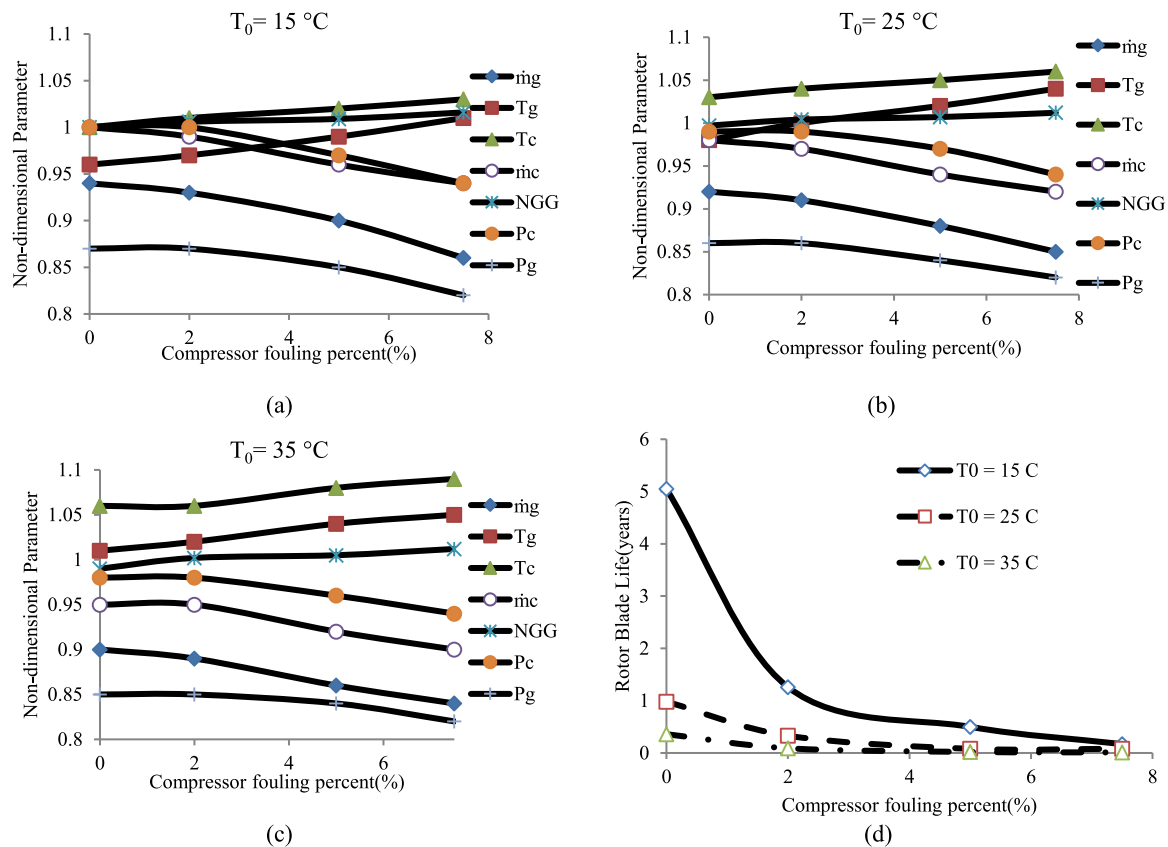 T0= 15 °C
1.1
1.05
1
0.95
0.9
0.85
0.8
Non-dimensional Parameter
0
2
4
6
8
Compressor fouling percent(%)
ṁg
Tg
Tc
ṁc
NGG
Pc
Pg
(a)
T0= 25 °C
1.1
1.05
1
0.95
0.9
0.85
0.8
Non-dimensional Parameter
0
2
4
6
8
Compressor fouling percent(%)
ṁg
Tg
Tc
ṁc
NGG
Pc
Pg
(b)
T0= 35 °C
1.1
1.05
1
0.95
0.9
0.85
0.8
Non-dimensional Parameter
0
2
4
6
Compressor fouling percent(%)
ṁg
Tg
Tc
ṁc
NGG
Pc
Pg
(c)
6
5
4
3
2
1
0
Rotor Blade Life(years)
0
2
4
6
8
Compressor fouling percent(%)
T0 = 15 C
T0 = 25 C
T0 = 35 C
(d)